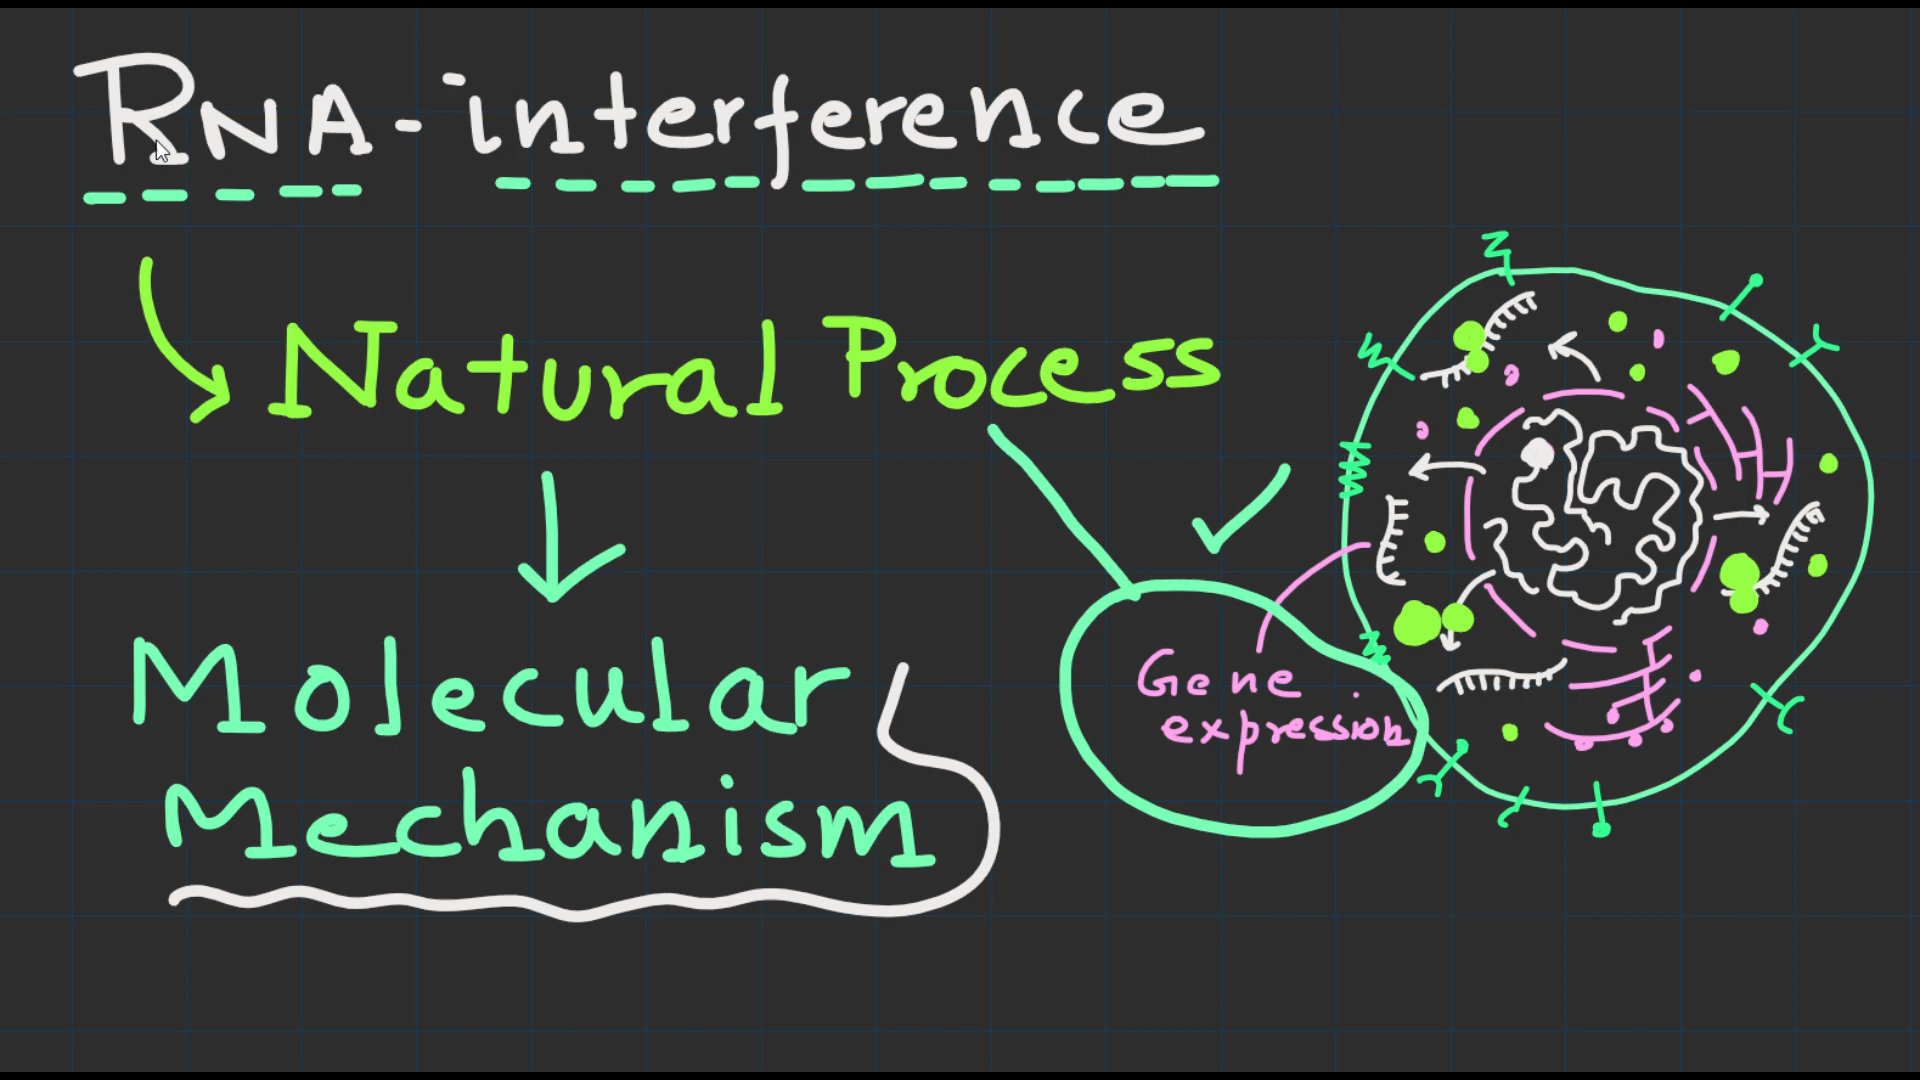 RNA-interference
Natural Process
Molecular
Mechanism
Gene
expression